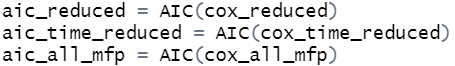 aic_reduced = AIC(cox_reduced)
aic_time_reduced = AIC(cox_time_reduced)
aic_all_mfp = AIC(cox_all_mfp)